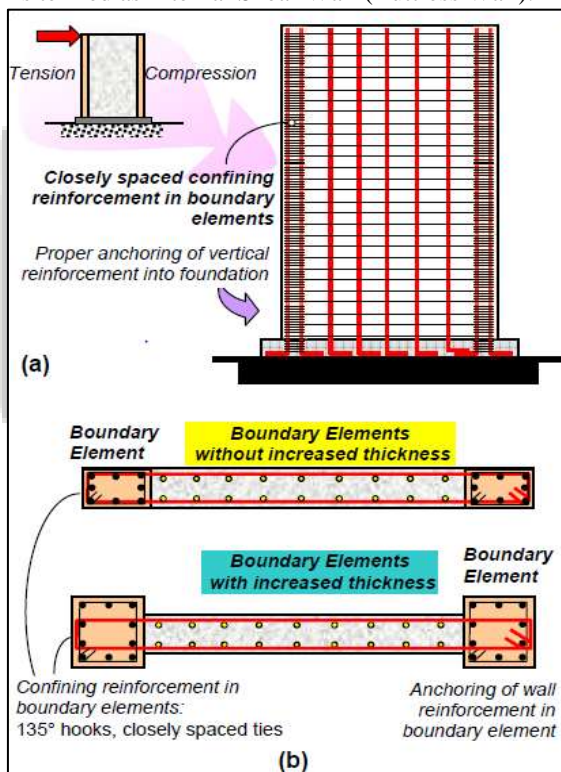 Tension
Compression
Closely spaced confining
reinforcement in boundary
elements
Proper anchoring of vertical
reinforcement into foundation
(a)
Boundary
Element
Boundary Elements
without increased thickness
Boundary Elements
with increased thickness
Boundary
Element
Confining reinforcement in
boundary elements:
135° hooks, closely spaced ties
Anchoring of wall
reinforcement in
boundary element
(b)